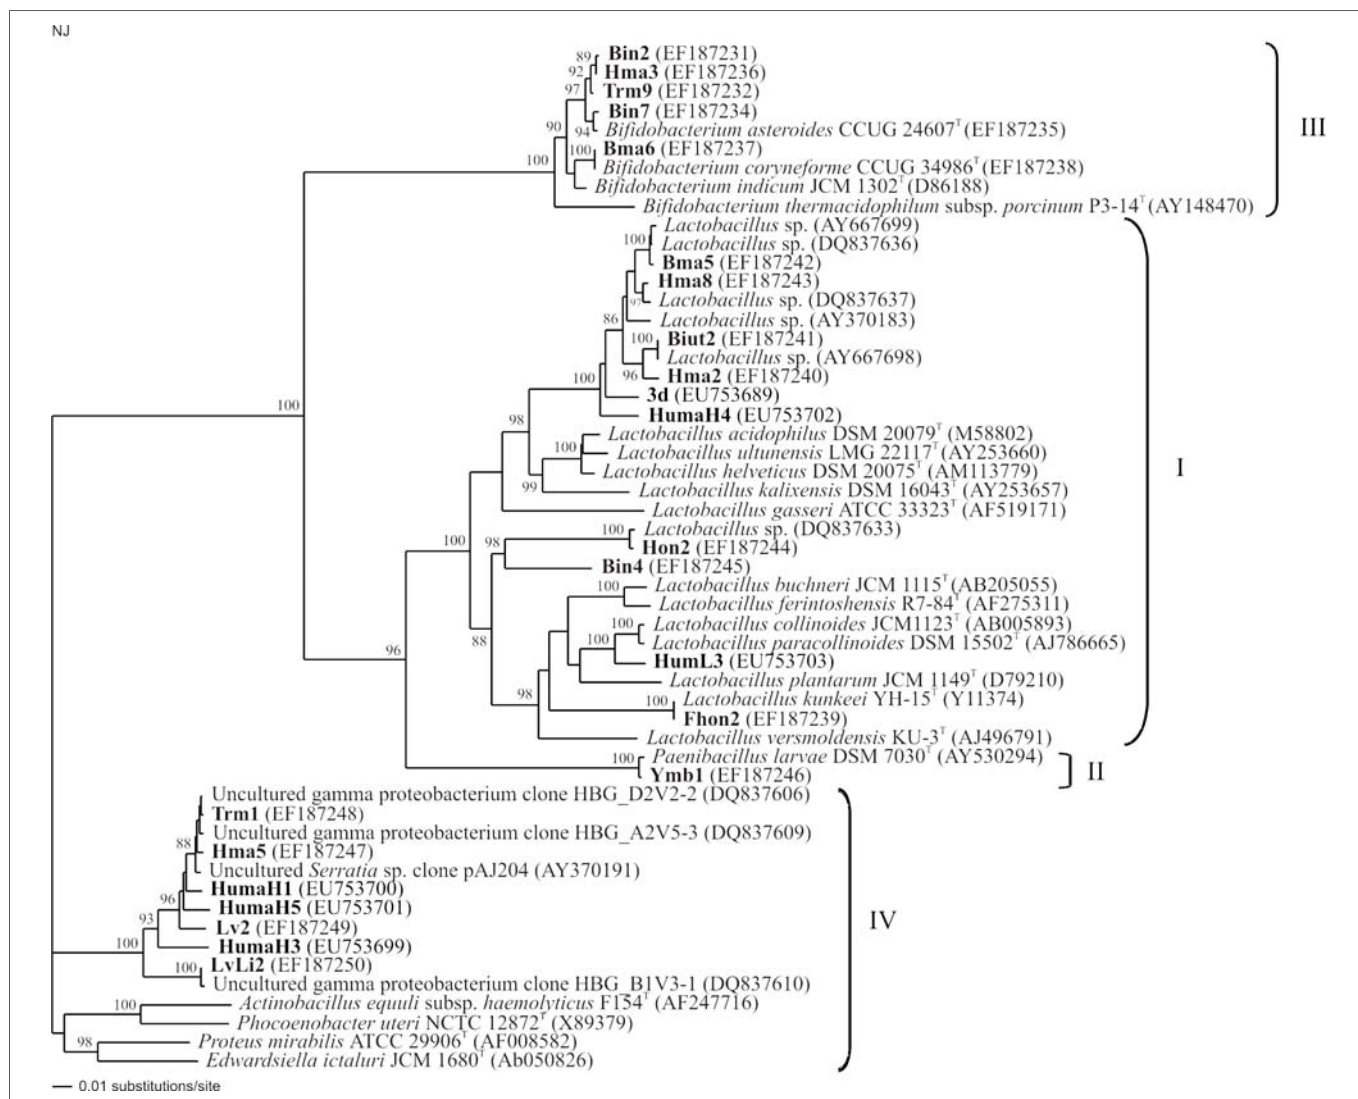 NJ
89 Bin2 (EF187231)
92 Hma3 (EF187236)
97 Trm9 (EF187232)
Bin7 (EF187234)
90 94 Bifidobacterium asteroides CCUG 24607T (EF187235) III
100 Bma6 (EF187237)
100 Bifidobacterium coryneforme CCUG 34986T (EF187238)
Bifidobacterium indicum JCM 1302T (D86188)
Bifidobacterium thermacidophilum subsp. porcinum P3-14T (AY148470)
Lactobacillus sp. (AY667699)
100 Lactobacillus sp. (DQ837636)
Bma5 (EF187242)
Hma8 (EF187243)
97 Lactobacillus sp. (DQ837637)
86 Lactobacillus sp. (AY370183)
100 Biut2 (EF187241)
Lactobacillus sp. (AY667698)
100 96 Hma2 (EF187240)
3d (EU753689)
100 98 HumaH4 (EU753702)
Lactobacillus acidophilus DSM 20079T (M58802)
100 Lactobacillus ultunensis LMG 22117T (AY253660)
Lactobacillus helveticus DSM 20075T (AM113779) I
99 Lactobacillus kalixensis DSM 16043T (AY253657)
Lactobacillus gasseri ATCC 33323T (AF519171)
100 Lactobacillus sp. (DQ837633)
100 98 Hon2 (EF187244)
Bin4 (EF187245)
100 Lactobacillus buchneri JCM 1115T (AB205055)
Lactobacillus ferintoshensis R7-84T (AF275311)
100 Lactobacillus collinoides JCM1123T (AB005893)
96 88 100 Lactobacillus paracollinoides DSM 15502T (AJ786665)
HumL3 (EU753703)
Lactobacillus plantarum JCM 1149T (D79210)
98 100 Lactobacillus kunkeei YH-15T (Y11374)
Fhon2 (EF187239)
Lactobacillus versmoldensis KU-3T (AJ496791)
100 Paenibacillus larvae DSM 7030T (AY530294)
Ymb1 (EF187246) II
Uncultured gamma proteobacterium clone HBG_D2V2-2 (DQ837606)
Trm1 (EF187248)
88 Uncultured gamma proteobacterium clone HBG_A2V5-3 (DQ837609)
Hma5 (EF187247)
Uncultured Serratia sp. clone pAJ204 (AY370191)
HumaH1 (EU753700)
96 HumaH5 (EU753701) IV
93 Lv2 (EF187249)
100 HumaH3 (EU753699)
100 LvLi2 (EF187250)
Uncultured gamma proteobacterium clone HBG_B1V3-1 (DQ837610)
100 Actinobacillus equuli subsp. haemolyticus F154T (AF247716)
Phocoenobacter uteri NCTC 12872T (X89379)
98 Proteus mirabilis ATCC 29906T (AF008582)
Edwardsiella ictaluri JCM 1680T (Ab050826)
0.01 substitutions/site